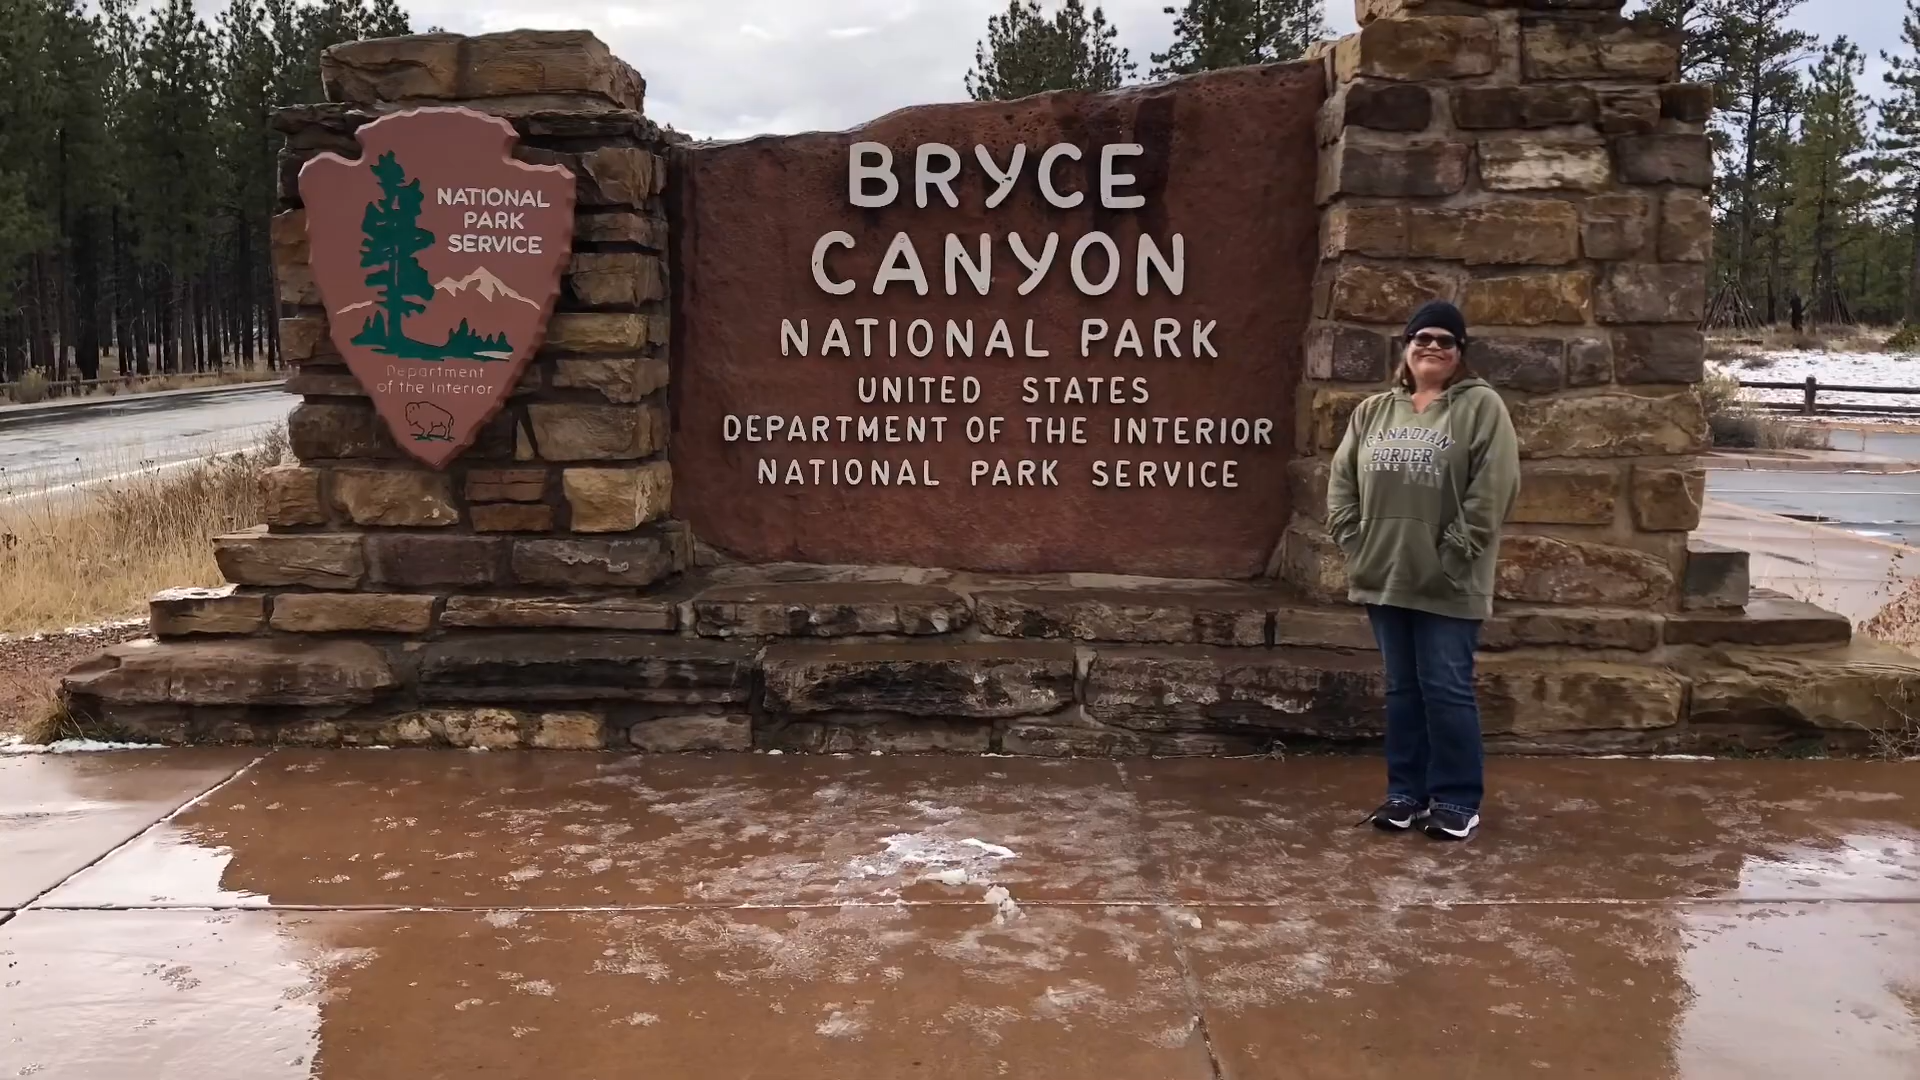 NATIONAL
PARK
SERVICE
Department
of the Interior
BRYCE
CANYON
NATIONAL PARK
UNITED STATES
DEPARTMENT OF THE INTERIOR
NATIONAL PARK SERVICE
CANADIAN
BORDER